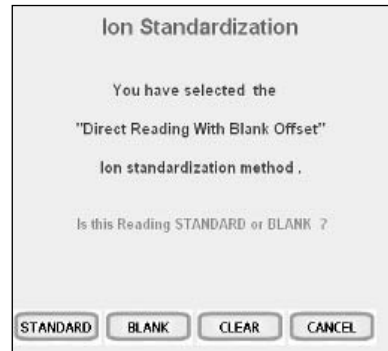 Ion Standardization
You have selected the
"Direct Reading With Blank Offset"
Ion standardization method .
Is this Reading STANDARD or BLANK ?
STANDARD BLANK CLEAR CANCEL